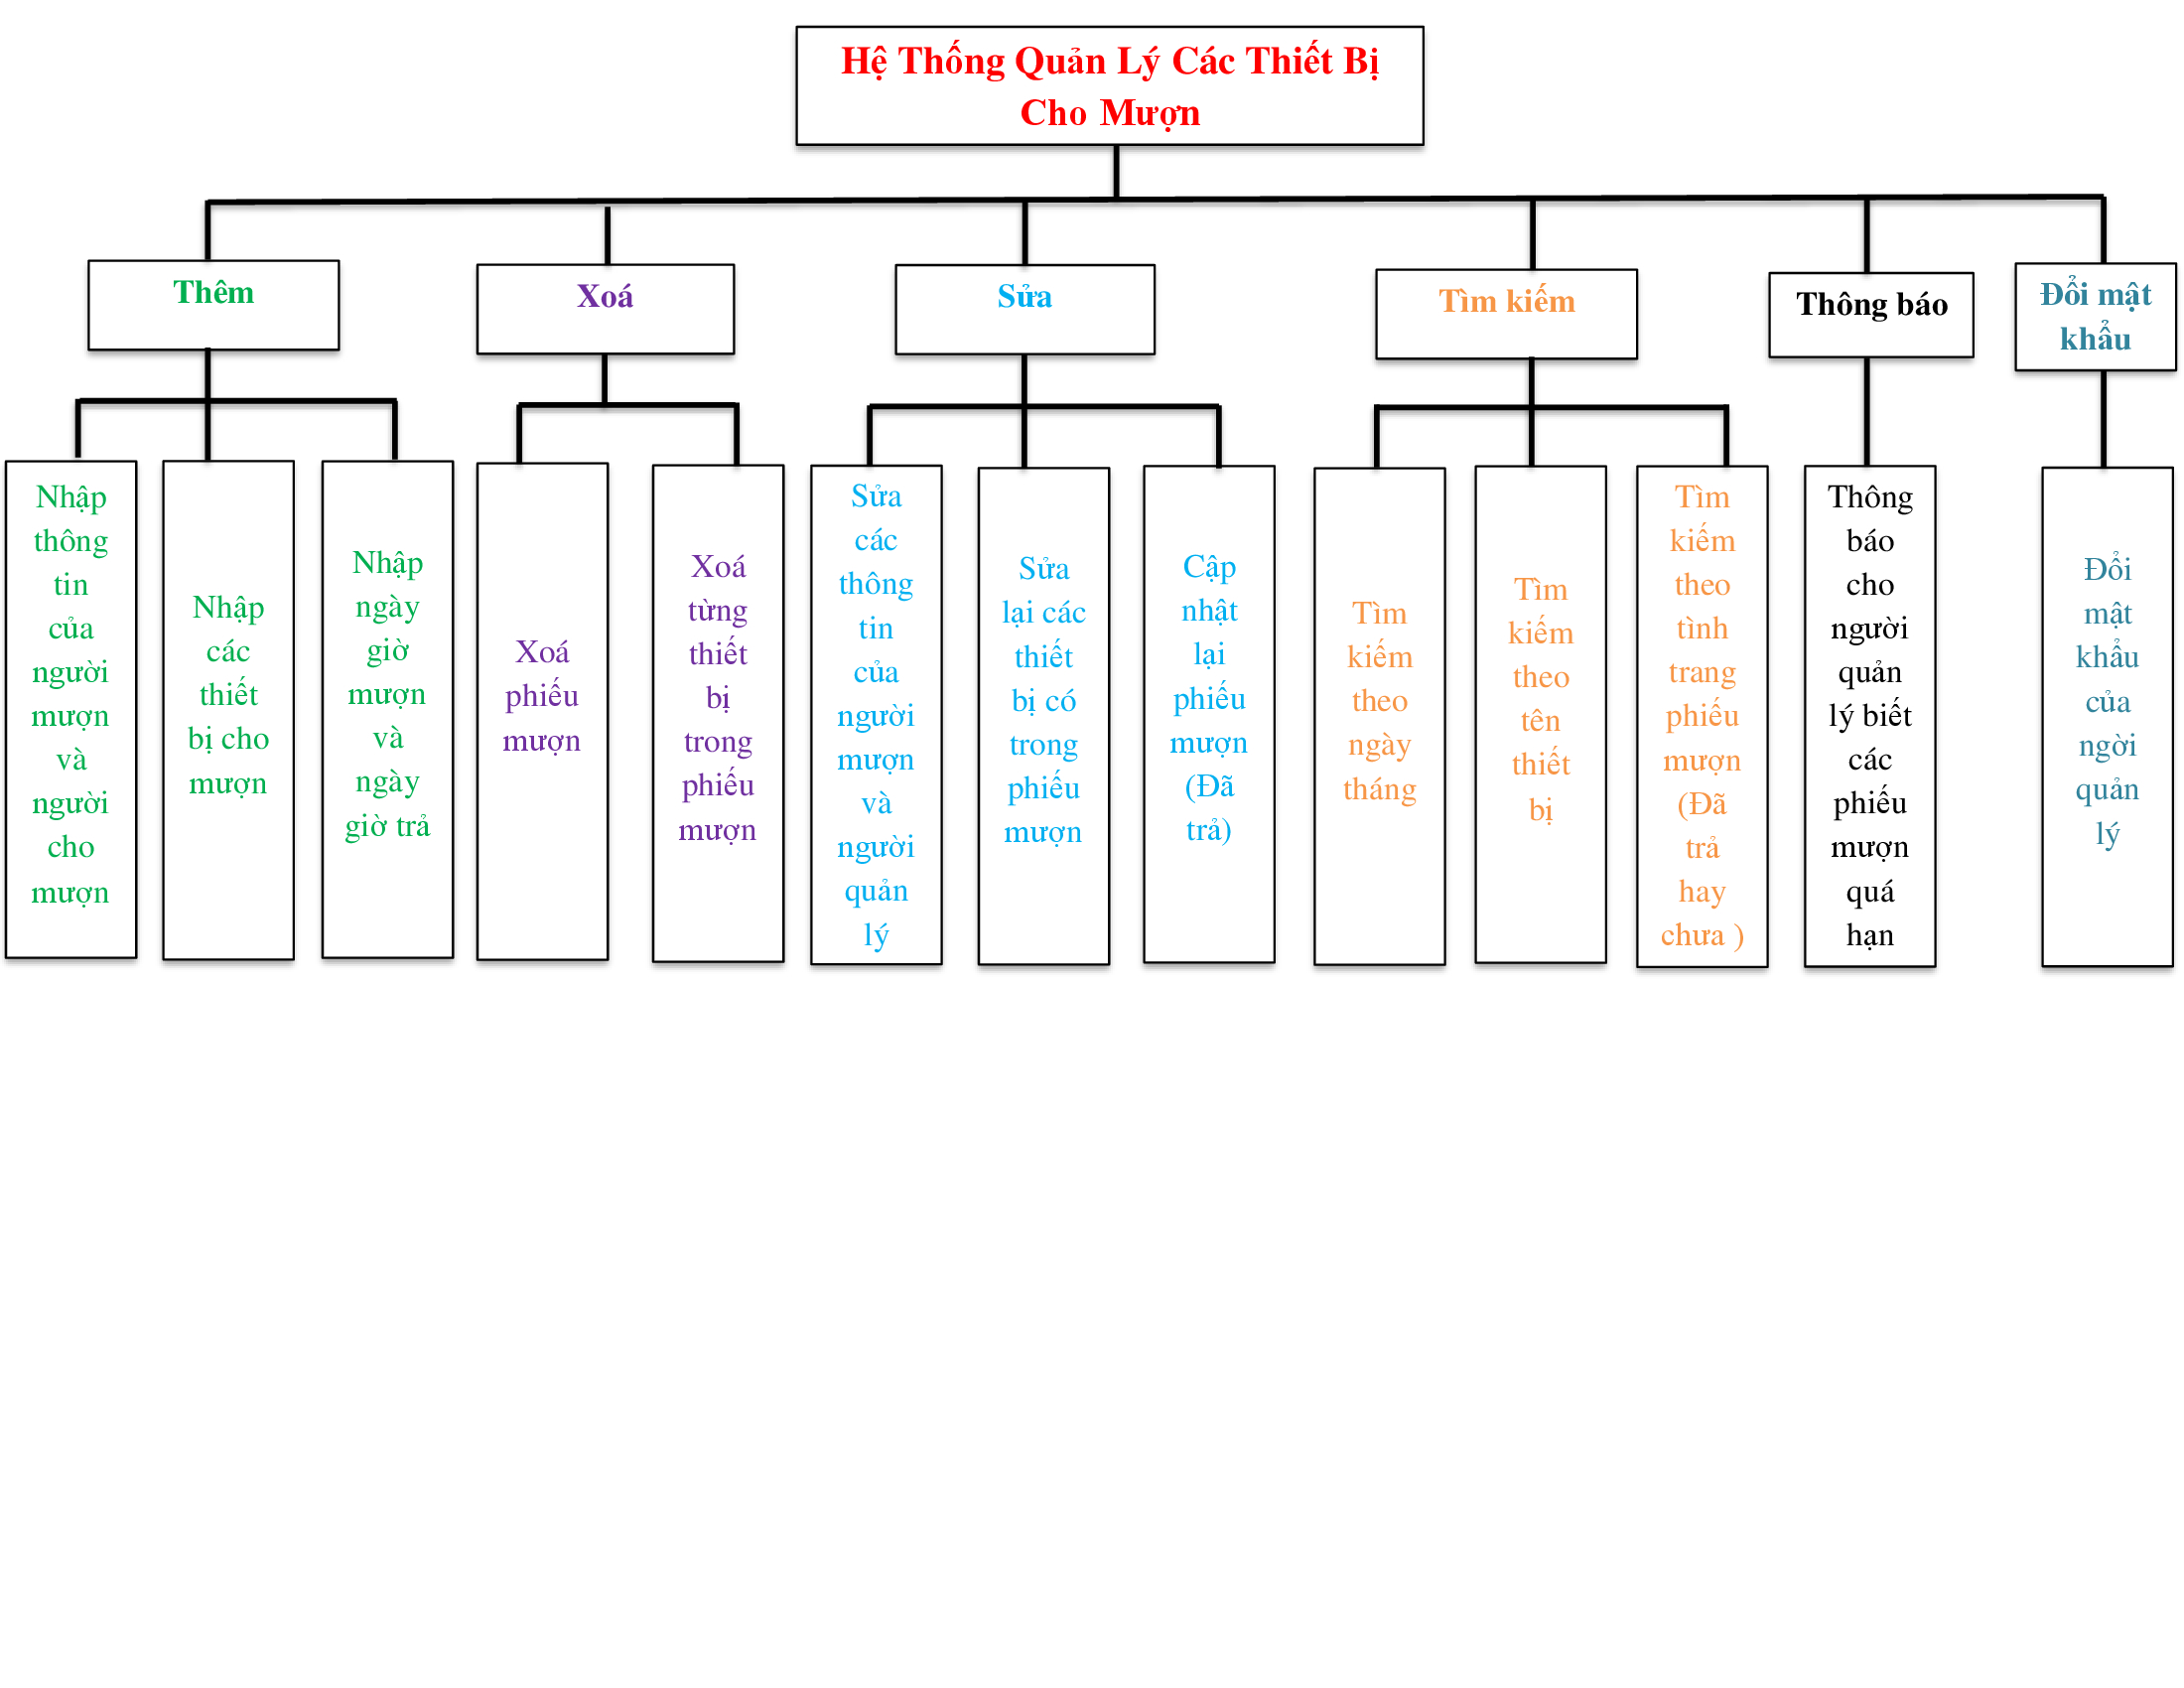 Hệ Thống Quản Lý Các Thiết Bị
Cho Mượn
Thêm
Xoá
Sửa
Tìm kiếm
Thông báo
Đổi mật
khẩu
Nhập
thông
tin
của
người
mượn
và
người
cho
mượn
Nhập
các
thiết
bị cho
mượn
Nhập
ngày
giờ
mượn
và
ngày
giờ trả
Xoá
phiếu
mượn
Xoá
từng
thiết
bị
trong
phiếu
mượn
Sửa
các
thông
tin
của
người
mượn
và
người
quản
lý
Sửa
lại các
thiết
bị có
trong
phiếu
mượn
Cập
nhật
lại
phiếu
mượn
(Đã
trả)
Tìm
kiếm
theo
ngày
tháng
Tìm
kiếm
theo
tên
thiết
bị
Tìm
kiếm
theo
tình
trang
phiếu
mượn
(Đã
trả
hay
chưa )
Thông
báo
cho
người
quản
lý biết
các
phiếu
mượn
quá
hạn
Đổi
mật
khẩu
của
ngời
quản
lý